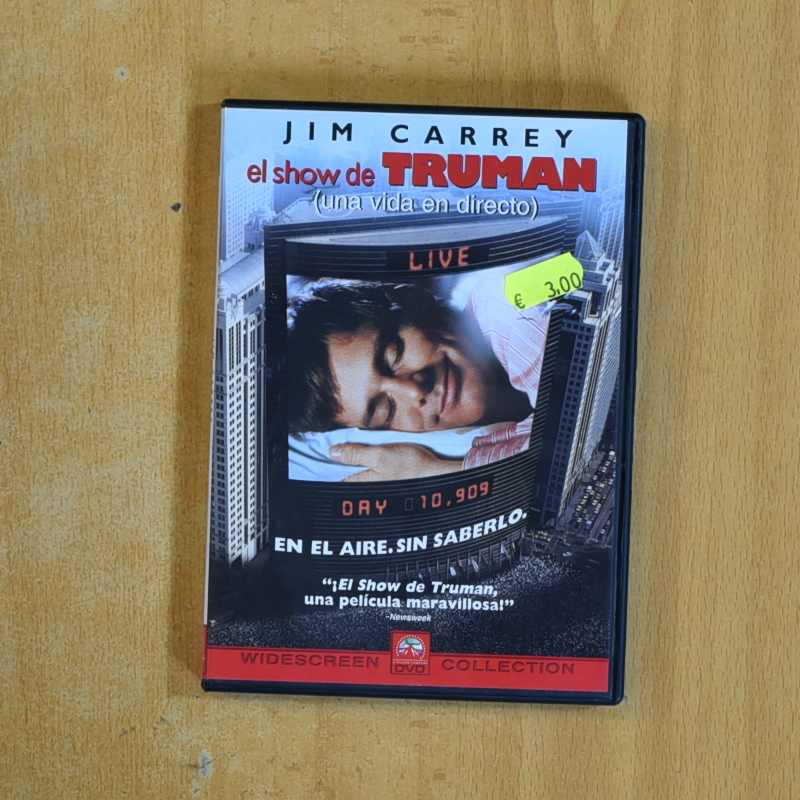 JIM CARREY
el show de TRUMAN
(una vida en directo)
LIVE
€ 3,00
DAY 10,909
EN EL AIRE. SIN SABERLO.
“¡El Show de Truman,
una película maravillosa!”
-Newsweek
WIDESCREEN DVD COLLECTION